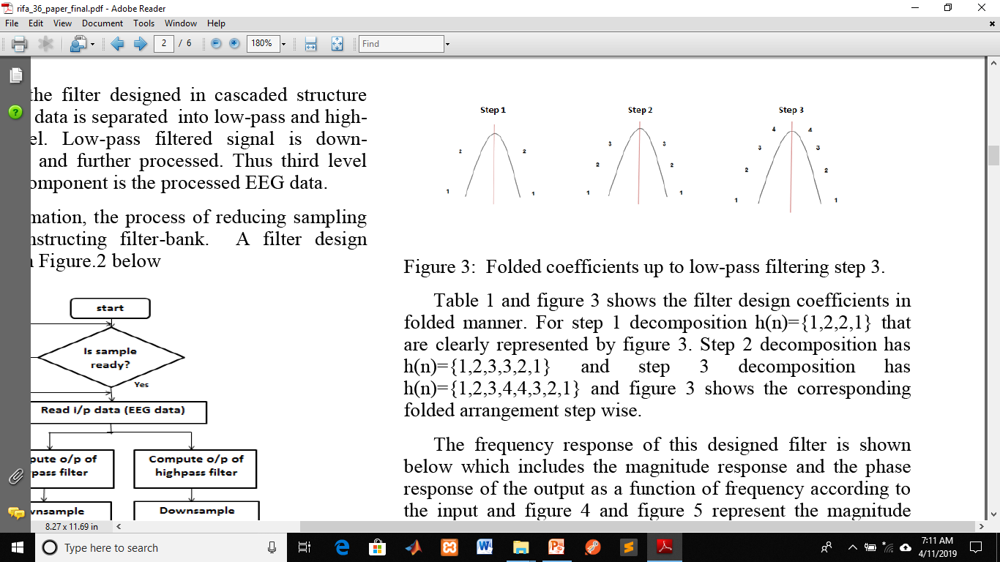 rifa_36_paper_final.pdf - Adobe Reader
File Edit View Document Tools Window Help
2 / 6 180% Find
the filter designed in cascaded structure
data is separated into low-pass and high-
el. Low-pass filtered signal is down-
and further processed. Thus third level
omponent is the processed EEG data.
mation, the process of reducing sampling
nstructing filter-bank. A filter design
Figure.2 below
start
Is sample
ready?
Yes
Read i/p data (EEG data)
pute o/p of
pass filter
Compute o/p of
highpass filter
wnsample
Downsample
Step 1 Step 2 Step 3
1 2 2 1
1 2 3 3 2 1
1 2 3 4 4 3 2 1
Figure 3: Folded coefficients up to low-pass filtering step 3.
Table 1 and figure 3 shows the filter design coefficients in
folded manner. For step 1 decomposition h(n)={1,2,2,1} that
are clearly represented by figure 3. Step 2 decomposition has
h(n)={1,2,3,3,2,1} and step 3 decomposition has
h(n)={1,2,3,4,4,3,2,1} and figure 3 shows the corresponding
folded arrangement step wise.
The frequency response of this designed filter is shown
below which includes the magnitude response and the phase
response of the output as a function of frequency according to
the input and figure 4 and figure 5 represent the magnitude
8.27 x 11.69 in
Type here to search
7:11 AM
4/11/2019